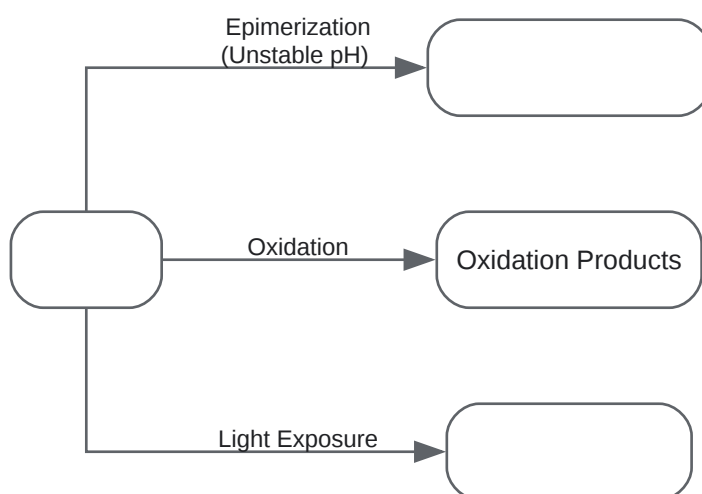 Epimerization
(Unstable pH)
Oxidation
Oxidation Products
Light Exposure